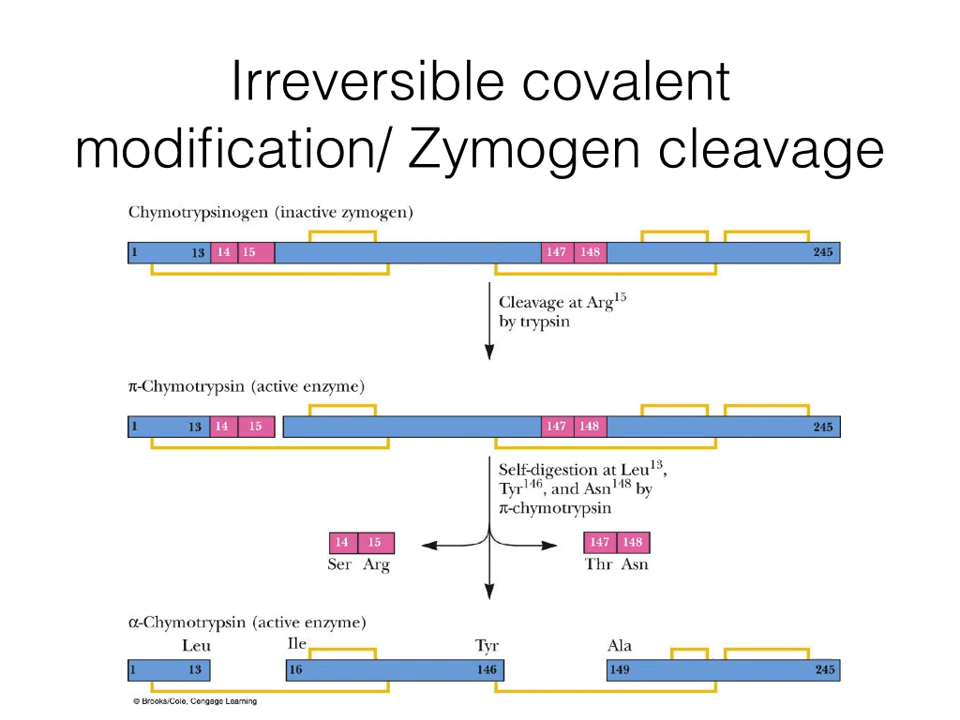 Irreversible covalent
modification/ Zymogen cleavage
Chymotrypsinogen (inactive zymogen)
1 13 14 15 147 148 245
Cleavage at Arg¹⁵
by trypsin
π-Chymotrypsin (active enzyme)
1 13 14 15 147 148 245
Self-digestion at Leu¹³,
Tyr¹⁴⁶, and Asn¹⁴⁸ by
π-chymotrypsin
14 15 147 148
Ser Arg Thr Asn
α-Chymotrypsin (active enzyme)
Leu Ile Tyr Ala
1 13 16 146 149 245
© Brooks/Cole, Cengage Learning